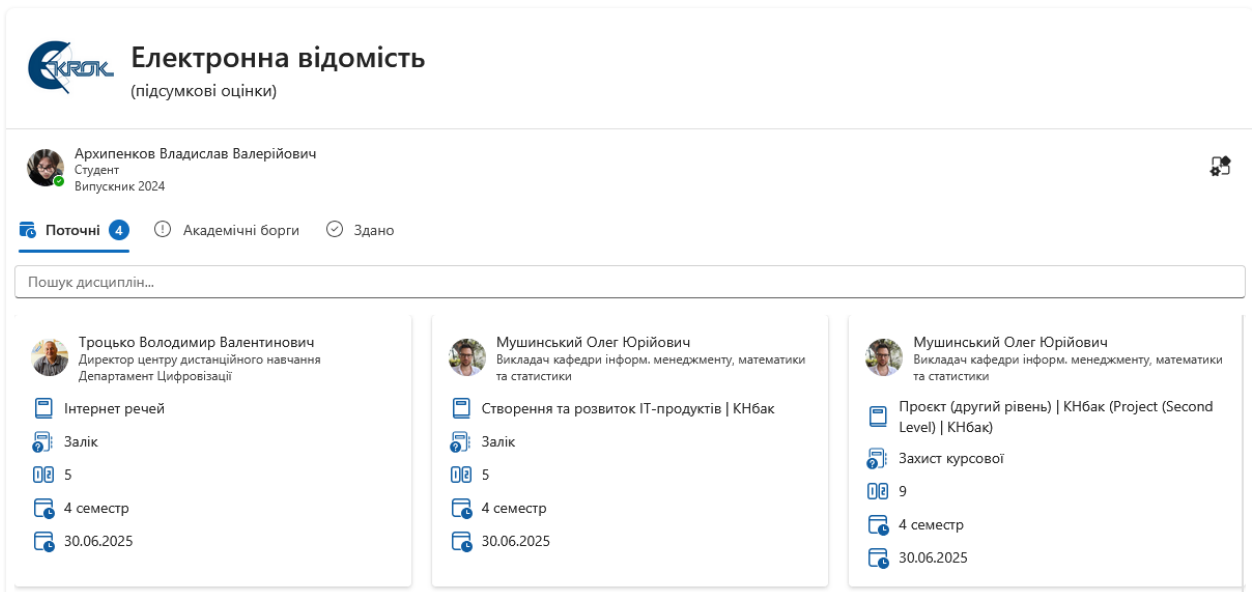 KROK
Електронна відомість
(підсумкові оцінки)
Архипенков Владислав Валерійович
Студент
Випускник 2024
Поточні 4 Академічні борги Здано
Пошук дисциплін...
Троцько Володимир Валентинович
Директор центру дистанційного навчання
Департамент Цифровізації
Інтернет речей
Залік
5
4 семестр
30.06.2025
Мушинський Олег Юрійович
Викладач кафедри інформ. менеджменту, математики
та статистики
Створення та розвиток ІТ-продуктів | КНбак
Залік
5
4 семестр
30.06.2025
Мушинський Олег Юрійович
Викладач кафедри інформ. менеджменту, математики
та статистики
Проєкт (другий рівень) | КНбак (Project (Second
Level) | КНбак)
Захист курсової
9
4 семестр
30.06.2025